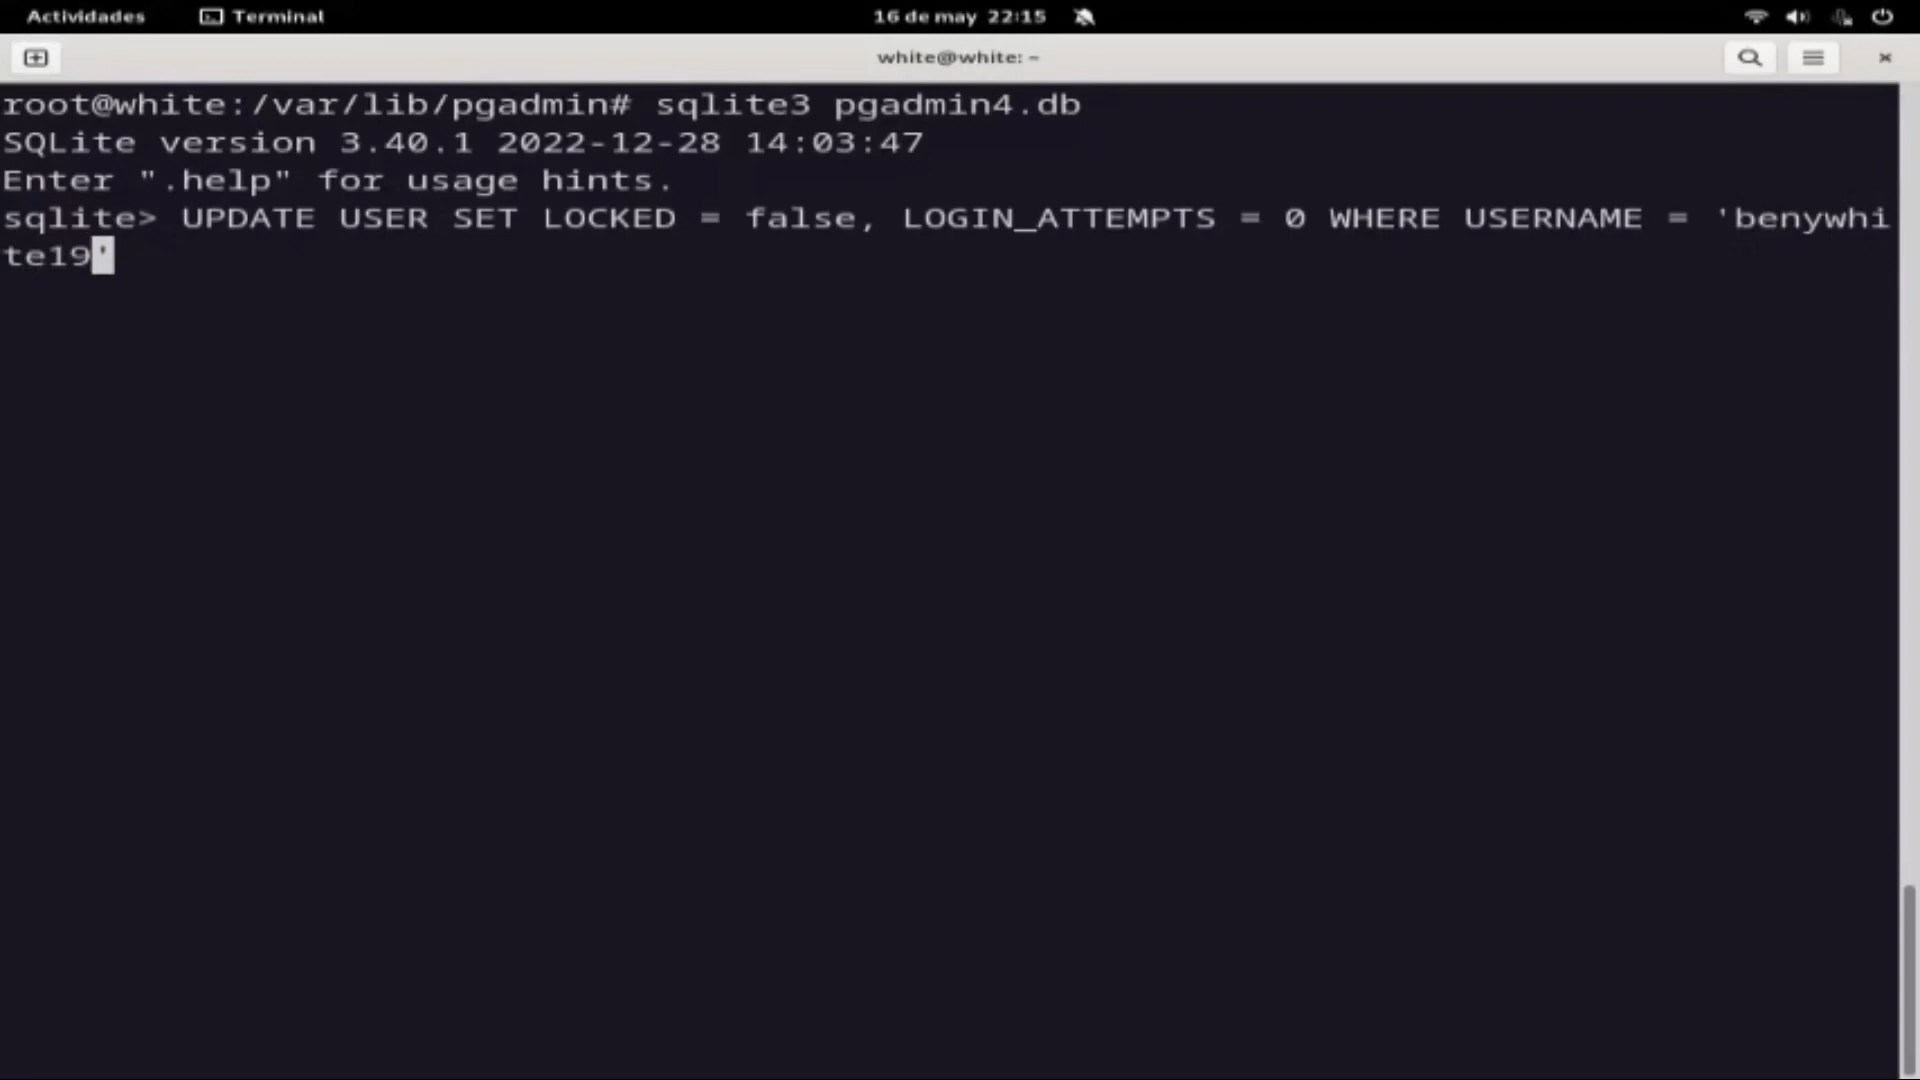 Actividades Terminal 16 de may 22:15
white@white: ~
root@white:/var/lib/pgadmin# sqlite3 pgadmin4.db
SQLite version 3.40.1 2022-12-28 14:03:47
Enter ".help" for usage hints.
sqlite> UPDATE USER SET LOCKED = false, LOGIN_ATTEMPTS = 0 WHERE USERNAME = 'benywhi
te19'